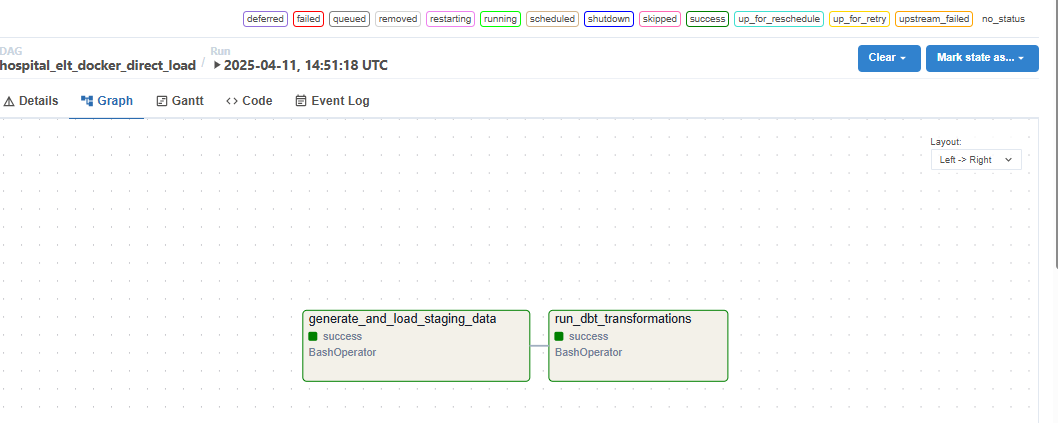 deferred failed queued removed restarting running scheduled shutdown skipped success up_for_reschedule up_for_retry upstream_failed no_status
DAG Run
hospital_elt_docker_direct_load / 2025-04-11, 14:51:18 UTC Clear Mark state as...
Details Graph Gantt Code Event Log
Layout:
Left -> Right
generate_and_load_staging_data run_dbt_transformations
success success
BashOperator BashOperator